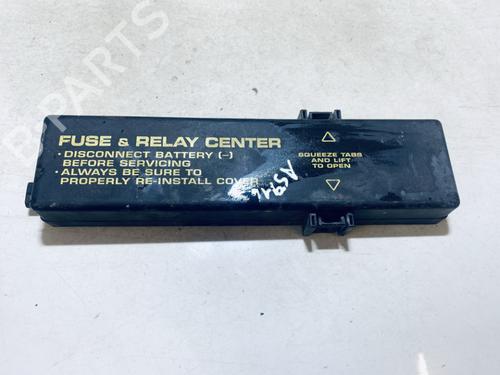 FUSE & RELAY CENTER
• DISCONNECT BATTERY (-)
BEFORE SERVICING
• ALWAYS BE SURE TO
PROPERLY RE-INSTALL COVER
SQUEEZE TABS
AND LIFT
TO OPEN
B-PARTS